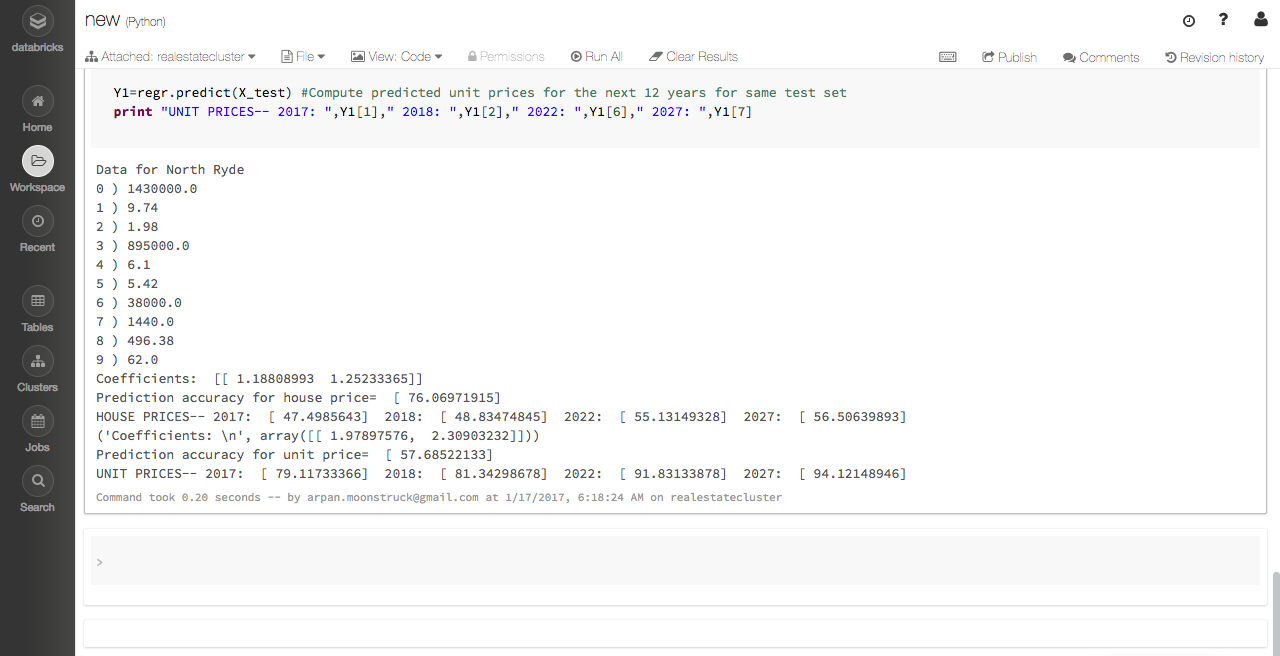 new (Python)
databricks
Attached: realestatecluster File View: Code Permissions Run All Clear Results Publish Comments Revision history
Home
Workspace
Recent
Tables
Clusters
Jobs
Search
Y1=regr.predict(X_test) #Compute predicted unit prices for the next 12 years for same test set
print "UNIT PRICES-- 2017: ",Y1[1]," 2018: ",Y1[2]," 2022: ",Y1[6]," 2027: ",Y1[7]
Data for North Ryde
0 ) 1430000.0
1 ) 9.74
2 ) 1.98
3 ) 895000.0
4 ) 6.1
5 ) 5.42
6 ) 38000.0
7 ) 1440.0
8 ) 496.38
9 ) 62.0
Coefficients:  [[ 1.18808993  1.25233365]]
Prediction accuracy for house price=  [ 76.06971915]
HOUSE PRICES-- 2017:  [ 47.4985643]  2018:  [ 48.83474845]  2022:  [ 55.13149328]  2027:  [ 56.50639893]
('Coefficients: \n', array([[ 1.97897576,  2.30903232]]))
Prediction accuracy for unit price=  [ 57.68522133]
UNIT PRICES-- 2017:  [ 79.11733366]  2018:  [ 81.34298678]  2022:  [ 91.83133878]  2027:  [ 94.12148946]
Command took 0.20 seconds -- by arpan.moonstruck@gmail.com at 1/17/2017, 6:18:24 AM on realestatecluster
>